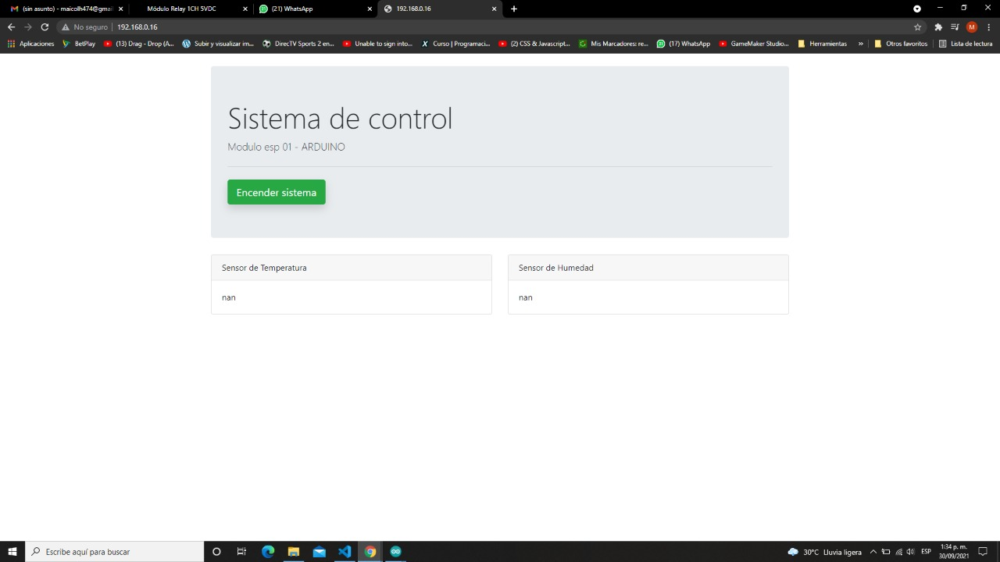 (sin asunto) - maicolh474@gmail
Módulo Relay 1CH 5VDC
(21) WhatsApp
192.168.0.16
No seguro
192.168.0.16
M
Aplicaciones
BetPlay
(13) Drag - Drop (A...
Subir y visualizar im...
DirecTV Sports 2 en...
Unable to sign into...
Curso | Programaci...
(2) CSS & Javascript...
Mis Marcadores: re...
(17) WhatsApp
GameMaker Studio...
Herramientas
»
Otros favoritos
Lista de lectura
Sistema de control
Modulo esp 01 - ARDUINO
Encender sistema
Sensor de Temperatura
Sensor de Humedad
nan
nan
Escribe aquí para buscar
30°C Lluvia ligera
ESP
1:34 p. m.
30/09/2021